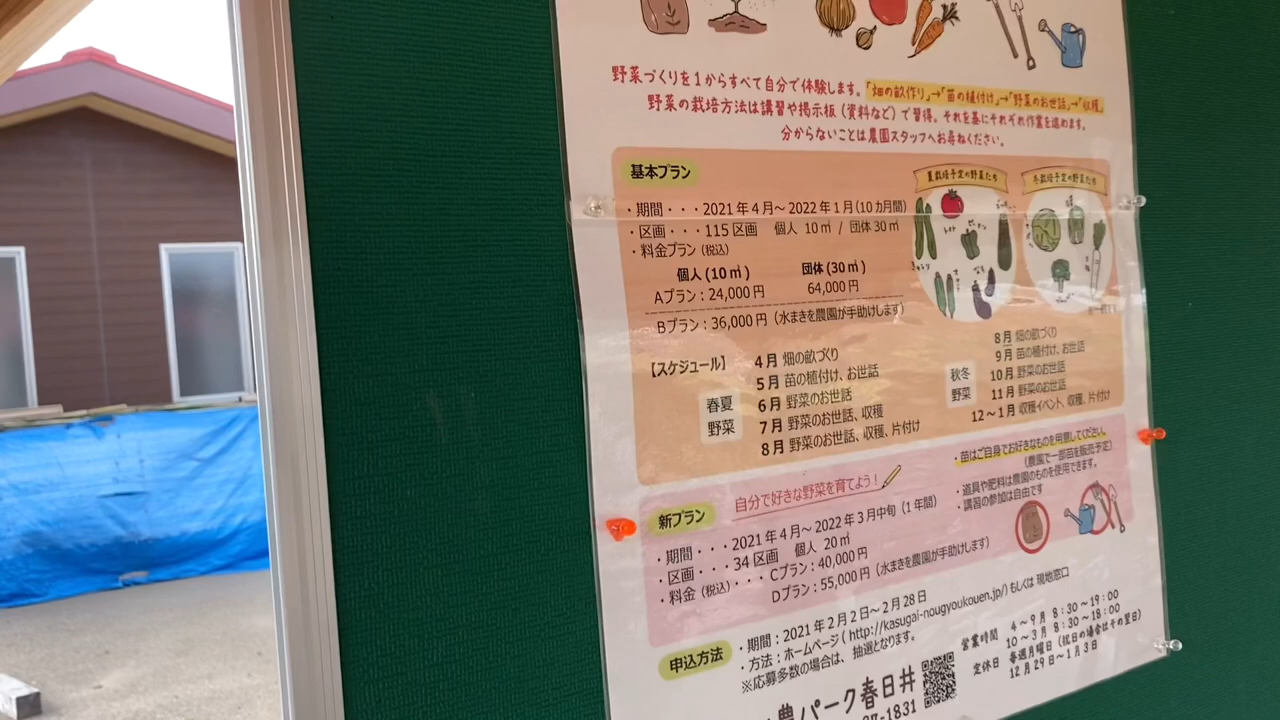 野菜づくりを1からすべて自分で体験します。「畑の畝作り」→「苗の植付け」→「野菜のお世話」→「収穫」
野菜の栽培方法は講習や掲示板（資料など）で習得。それを基にそれぞれ作業を進めます。
分からないことは農園スタッフへお尋ねください。
基本プラン
・期間・・・2021年4月～2022年1月(10カ月間)
・区画・・・115区画 個人 10㎡ / 団体30㎡
・料金プラン（税込）
個人(10㎡) 団体(30㎡)
Aプラン：24,000円 64,000円
Bプラン：36,000円（水まきを農園が手助けします）
夏栽培予定の野菜たち
トマト
ピーマン
きゅうり
なす
冬栽培予定の野菜たち
【スケジュール】
春夏野菜
4月 畑の畝づくり
5月 苗の植付け、お世話
6月 野菜のお世話
7月 野菜のお世話、収穫
8月 野菜のお世話、収穫、片付け
秋冬野菜
8月 畑の畝づくり
9月 苗の植付け、お世話
10月 野菜のお世話
11月 野菜のお世話
12～1月 収穫イベント、収穫、片付け
新プラン
自分で好きな野菜を育てよう！
・期間・・・2021年4月～2022年3月中旬（1年間）
・区画・・・34区画 個人 20㎡
・料金（税込）・・・Cプラン：40,000円
Dプラン：55,000円（水まきを農園が手助けします）
・苗はご自身でお好きなものを用意してください。
（農園で一部苗を販売予定）
・道具や肥料は農園のものを使用できます。
・講習の参加は自由です
申込方法
・期間：2021年2月2日～2月28日
・方法：ホームページ（http://kasugai-nougyoukouen.jp/）もしくは 現地窓口
※応募多数の場合は、抽選となります。
農パーク春日井
-1831
営業時間 4～9月 8:30～19:00
10～3月 8:30～18:00
定休日 毎週月曜日（祝日の場合はその翌日）
12月29日～1月3日